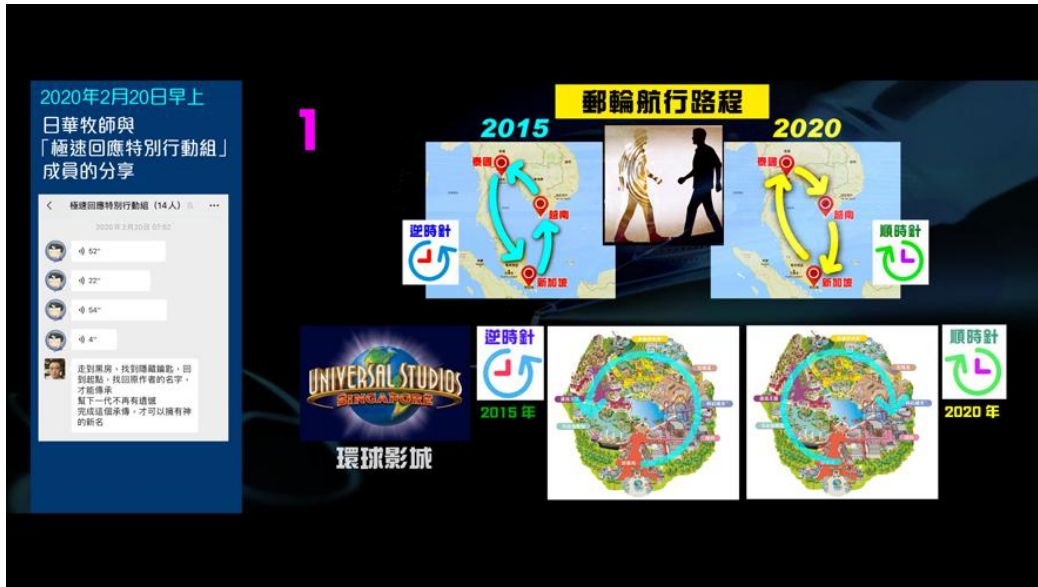 2020年2月20日早上
日華牧師與
「極速回應特別行動組」
成員的分享
極速回應特別行動組（14人）
2020年2月20日 07:52
52"
22"
54"
4"
走到黑房，找到隱藏鑰匙，回
到起點，找回原作者的名字，
才能傳承
幫下一代不再有遺憾
完成這個承傳，才可以擁有神
的新名
1
郵輪航行路程
2015
2020
泰國
越南
新加坡
逆時針
泰國
越南
新加坡
順時針
UNIVERSAL STUDIOS
SINGAPORE
環球影城
逆時針
2015 年
順時針
2020 年